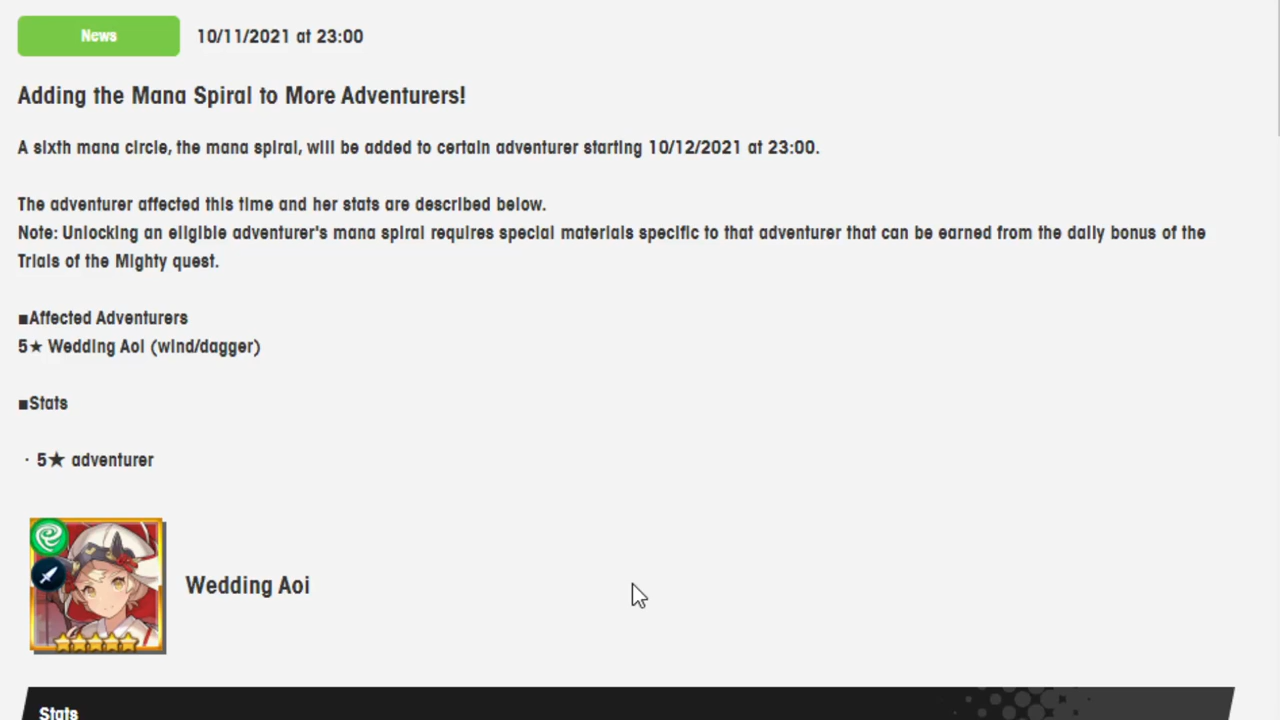 News 10/11/2021 at 23:00
Adding the Mana Spiral to More Adventurers!
A sixth mana circle, the mana spiral, will be added to certain adventurer starting 10/12/2021 at 23:00.
The adventurer affected this time and her stats are described below.
Note: Unlocking an eligible adventurer's mana spiral requires special materials specific to that adventurer that can be earned from the daily bonus of the
Trials of the Mighty quest.
■Affected Adventurers
5★ Wedding Aoi (wind/dagger)
■Stats
・5★ adventurer
Wedding Aoi
Stats